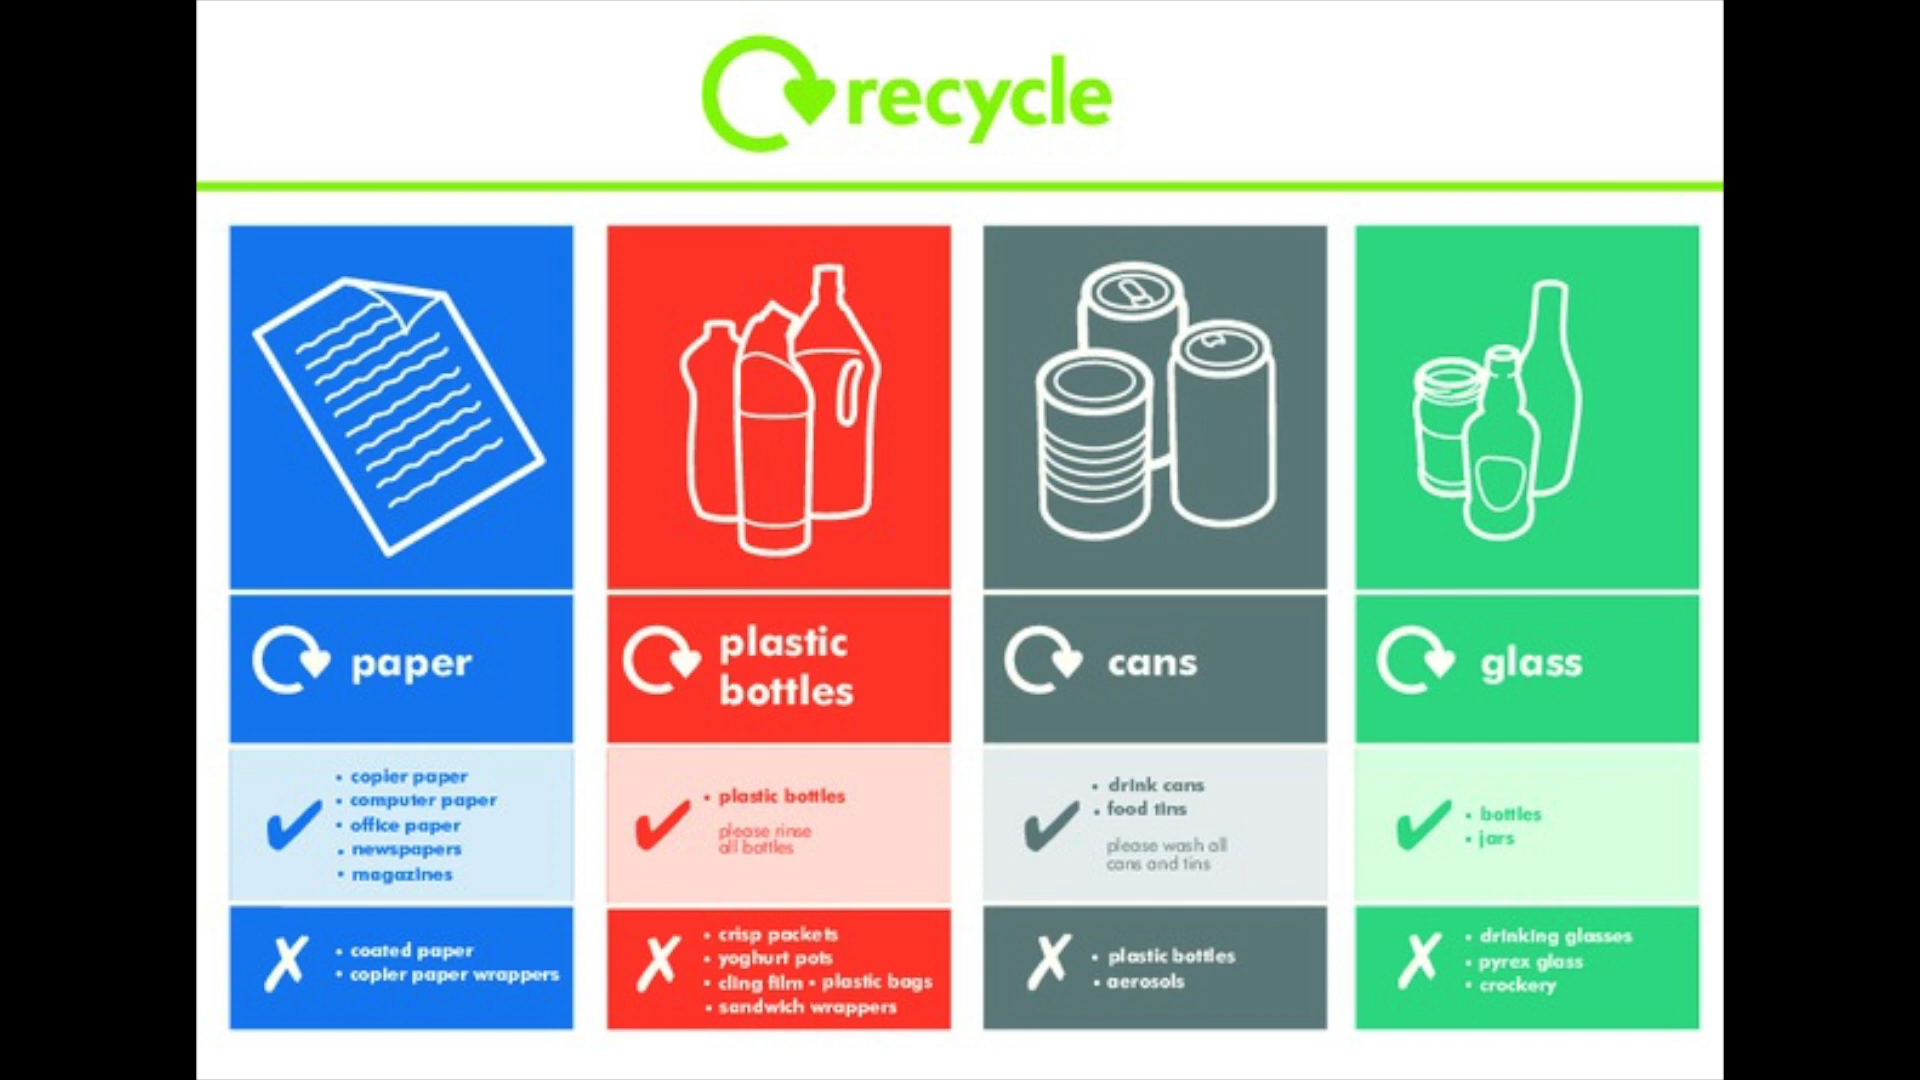 recycle
paper
• copier paper
• computer paper
• office paper
• newspapers
• magazines
• coated paper
• copier paper wrappers
plastic
bottles
• plastic bottles
please rinse
all bottles
• crisp packets
• yoghurt pots
• cling film • plastic bags
• sandwich wrappers
cans
• drink cans
• food tins
please wash all
cans and tins
• plastic bottles
• aerosols
glass
• bottles
• jars
• drinking glasses
• pyrex glass
• crockery